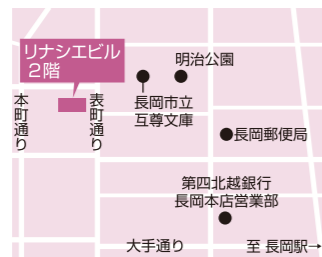 リナシエビル
2階
明治公園
本町通り
表町通り
長岡市立
互尊文庫
長岡郵便局
第四北越銀行
長岡本店営業部
大手通り
至 長岡駅→